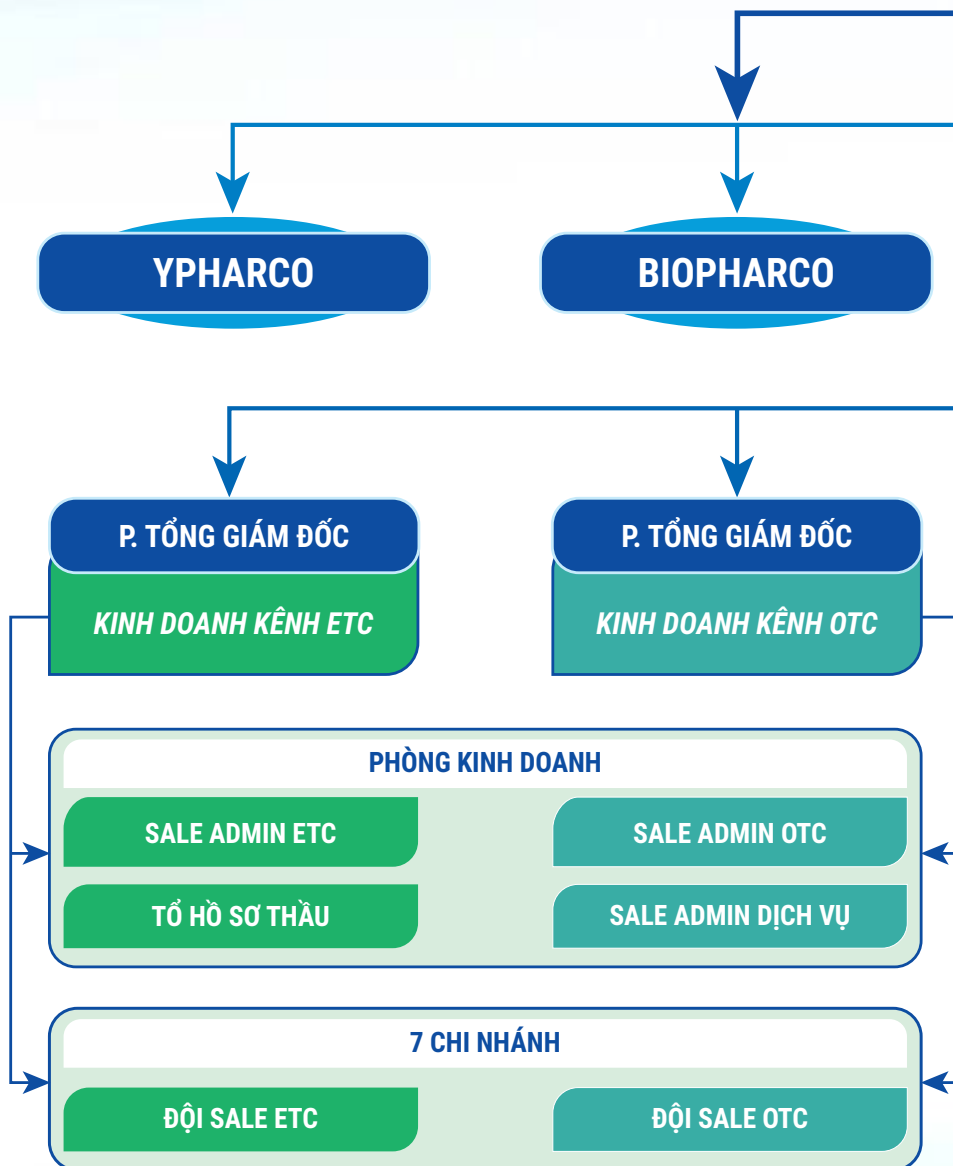 YPHARCO
BIOPHARCO
P. TỔNG GIÁM ĐỐC
KINH DOANH KÊNH ETC
P. TỔNG GIÁM ĐỐC
KINH DOANH KÊNH OTC
PHÒNG KINH DOANH
SALE ADMIN ETC
SALE ADMIN OTC
TỔ HỒ SƠ THẦU
SALE ADMIN DỊCH VỤ
7 CHI NHÁNH
ĐỘI SALE ETC
ĐỘI SALE OTC